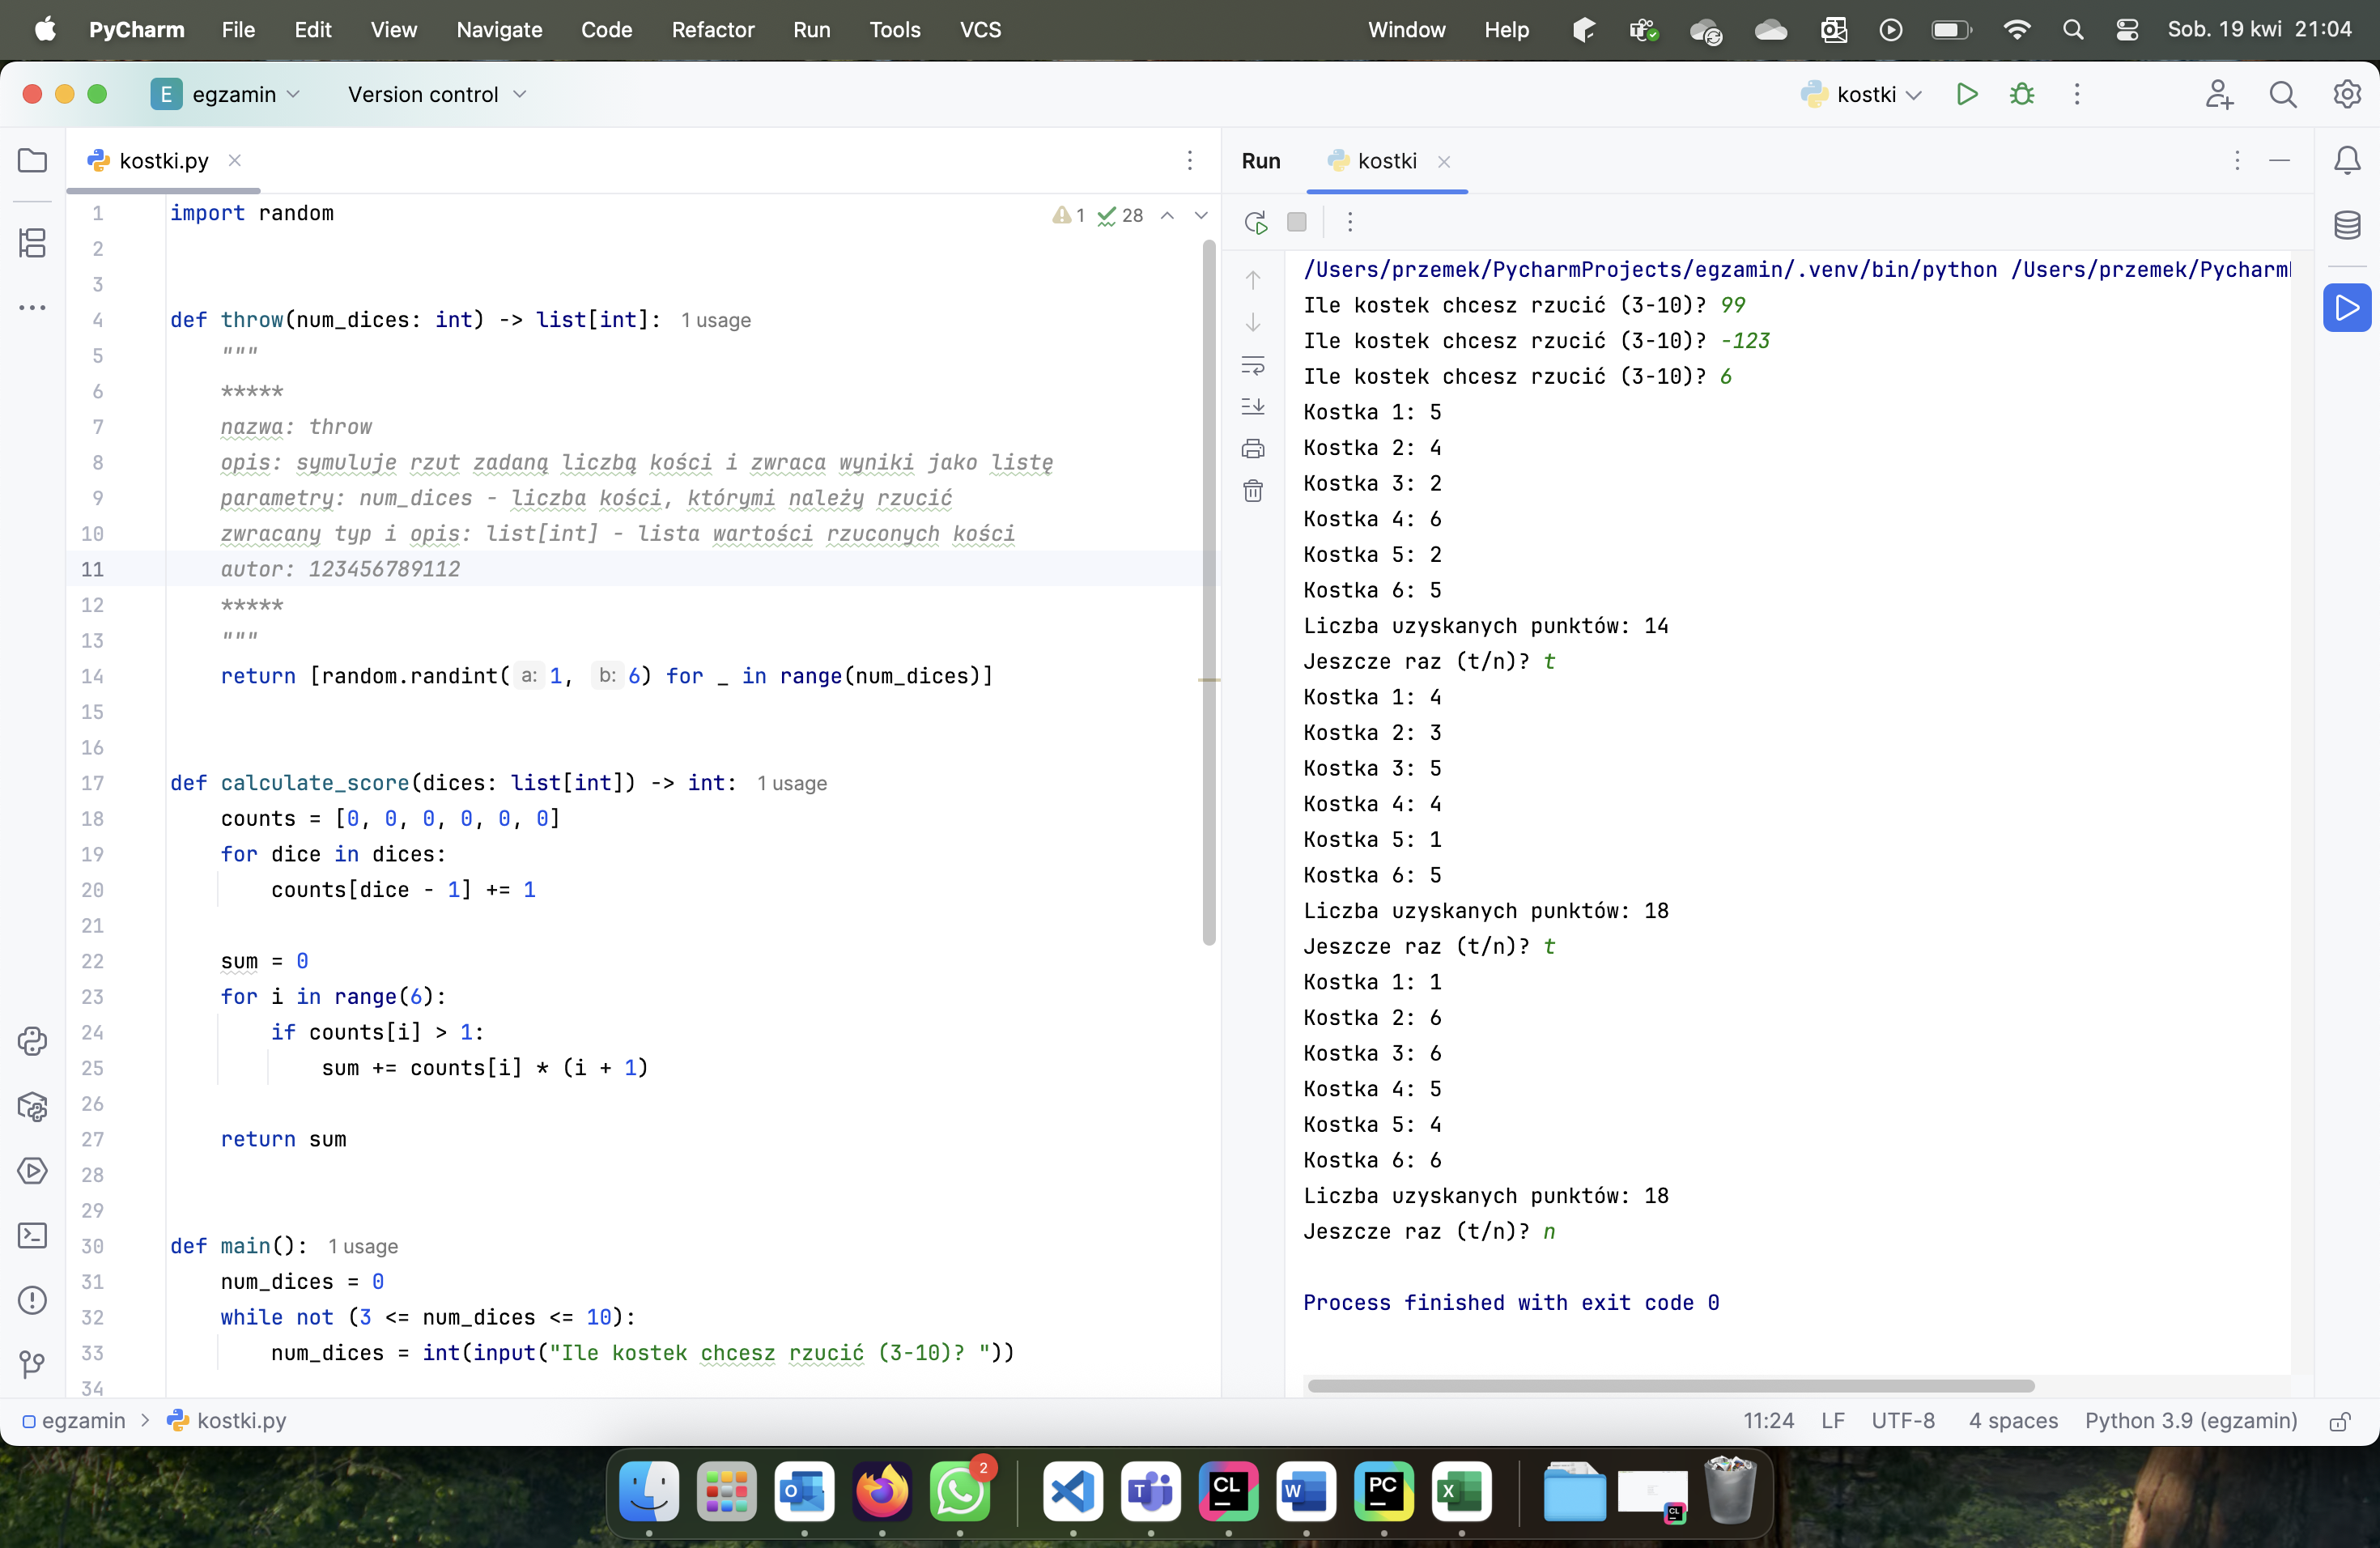 PyCharm File Edit View Navigate Code Refactor Run Tools VCS Window Help Sob. 19 kwi 21:04
E egzamin Version control kostki
kostki.py
1 import random
2
3
4 def throw(num_dices: int) -> list[int]: 1 usage
5 """
6 *****
7 nazwa: throw
8 opis: symuluje rzut zadaną liczbą kości i zwraca wyniki jako listę
9 parametry: num_dices - liczba kości, którymi należy rzucić
10 zwracany typ i opis: list[int] - lista wartości rzuconych kości
11 autor: 123456789112
12 *****
13 """
14 return [random.randint( a: 1, b: 6) for _ in range(num_dices)]
15
16
17 def calculate_score(dices: list[int]) -> int: 1 usage
18 counts = [0, 0, 0, 0, 0, 0]
19 for dice in dices:
20 counts[dice - 1] += 1
21
22 sum = 0
23 for i in range(6):
24 if counts[i] > 1:
25 sum += counts[i] * (i + 1)
26
27 return sum
28
29
30 def main(): 1 usage
31 num_dices = 0
32 while not (3 <= num_dices <= 10):
33 num_dices = int(input("Ile kostek chcesz rzucić (3-10)? "))
34
1 28
Run kostki
/Users/przemek/PycharmProjects/egzamin/.venv/bin/python /Users/przemek/Pycharm
Ile kostek chcesz rzucić (3-10)? 99
Ile kostek chcesz rzucić (3-10)? -123
Ile kostek chcesz rzucić (3-10)? 6
Kostka 1: 5
Kostka 2: 4
Kostka 3: 2
Kostka 4: 6
Kostka 5: 2
Kostka 6: 5
Liczba uzyskanych punktów: 14
Jeszcze raz (t/n)? t
Kostka 1: 4
Kostka 2: 3
Kostka 3: 5
Kostka 4: 4
Kostka 5: 1
Kostka 6: 5
Liczba uzyskanych punktów: 18
Jeszcze raz (t/n)? t
Kostka 1: 1
Kostka 2: 6
Kostka 3: 6
Kostka 4: 5
Kostka 5: 4
Kostka 6: 6
Liczba uzyskanych punktów: 18
Jeszcze raz (t/n)? n
Process finished with exit code 0
egzamin kostki.py 11:24 LF UTF-8 4 spaces Python 3.9 (egzamin)
O 2 T CL W PC X CL